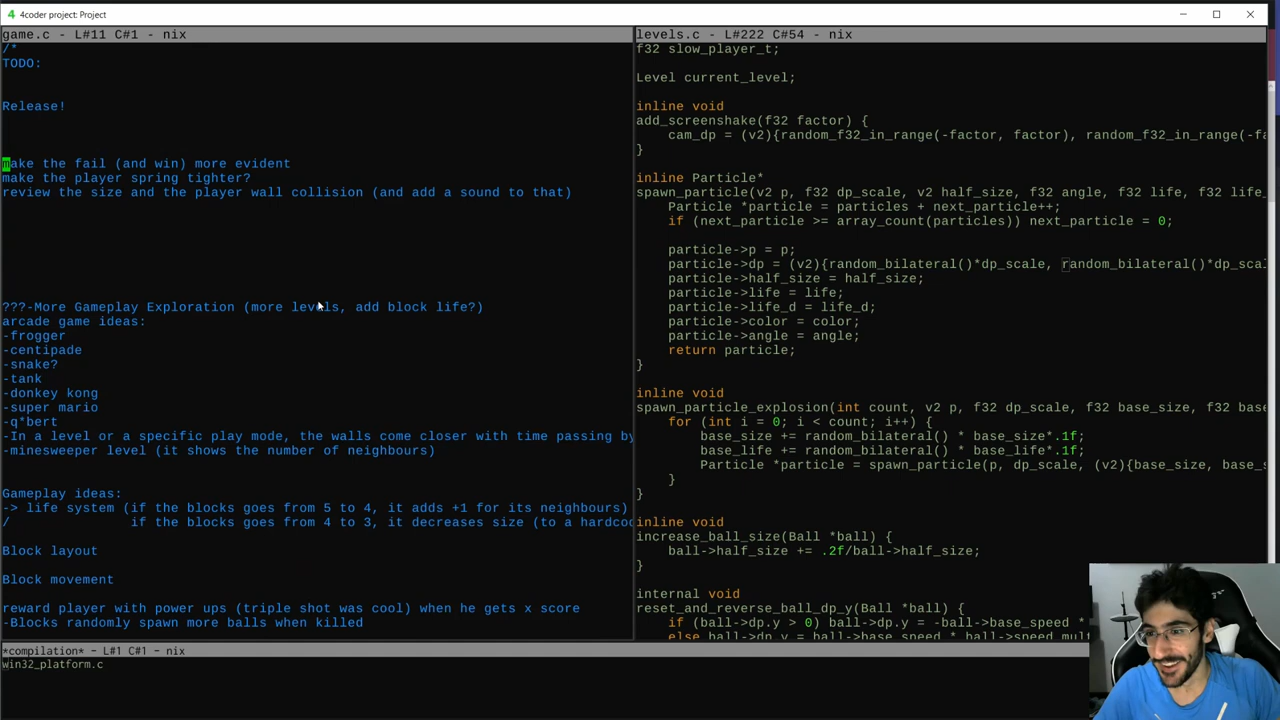 4 4coder project: Project
game.c - L#11 C#1 - nix
/*
TODO:
Release!
make the fail (and win) more evident
make the player spring tighter?
review the size and the player wall collision (and add a sound to that)
???-More Gameplay Exploration (more levels, add block life?)
arcade game ideas:
-frogger
-centipade
-snake?
-tank
-donkey kong
-super mario
-q*bert
-In a level or a specific play mode, the walls come closer with time passing by
-minesweeper level (it shows the number of neighbours)
Gameplay ideas:
-> life system (if the blocks goes from 5 to 4, it adds +1 for its neighbours)
/ if the blocks goes from 4 to 3, it decreases size (to a hardcod
Block layout
Block movement
reward player with power ups (triple shot was cool) when he gets x score
-Blocks randomly spawn more balls when killed
levels.c - L#222 C#54 - nix
f32 slow_player_t;
Level current_level;
inline void
add_screenshake(f32 factor) {
cam_dp = (v2){random_f32_in_range(-factor, factor), random_f32_in_range(-fa
}
inline Particle*
spawn_particle(v2 p, f32 dp_scale, v2 half_size, f32 angle, f32 life, f32 life_
Particle *particle = particles + next_particle++;
if (next_particle >= array_count(particles)) next_particle = 0;
particle->p = p;
particle->dp = (v2){random_bilateral()*dp_scale, random_bilateral()*dp_scal
particle->half_size = half_size;
particle->life = life;
particle->life_d = life_d;
particle->color = color;
particle->angle = angle;
return particle;
}
inline void
spawn_particle_explosion(int count, v2 p, f32 dp_scale, f32 base_size, f32 base
for (int i = 0; i < count; i++) {
base_size += random_bilateral() * base_size*.1f;
base_life += random_bilateral() * base_life*.1f;
Particle *particle = spawn_particle(p, dp_scale, (v2){base_size, base_s
}
}
inline void
increase_ball_size(Ball *ball) {
ball->half_size += .2f/ball->half_size;
}
internal void
reset_and_reverse_ball_dp_y(Ball *ball) {
if (ball->dp.y > 0) ball->dp.y = -ball->base_speed *
else ball->dp.y = ball->base_speed * ball->speed_mult
*compilation* - L#1 C#1 - nix
win32_platform.c